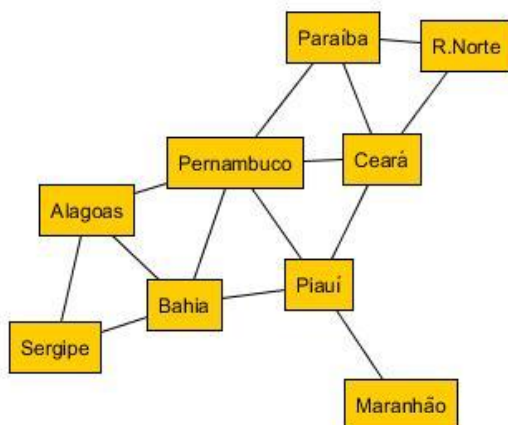 Paraíba
R.Norte
Pernambuco
Ceará
Alagoas
Piauí
Bahia
Sergipe
Maranhão